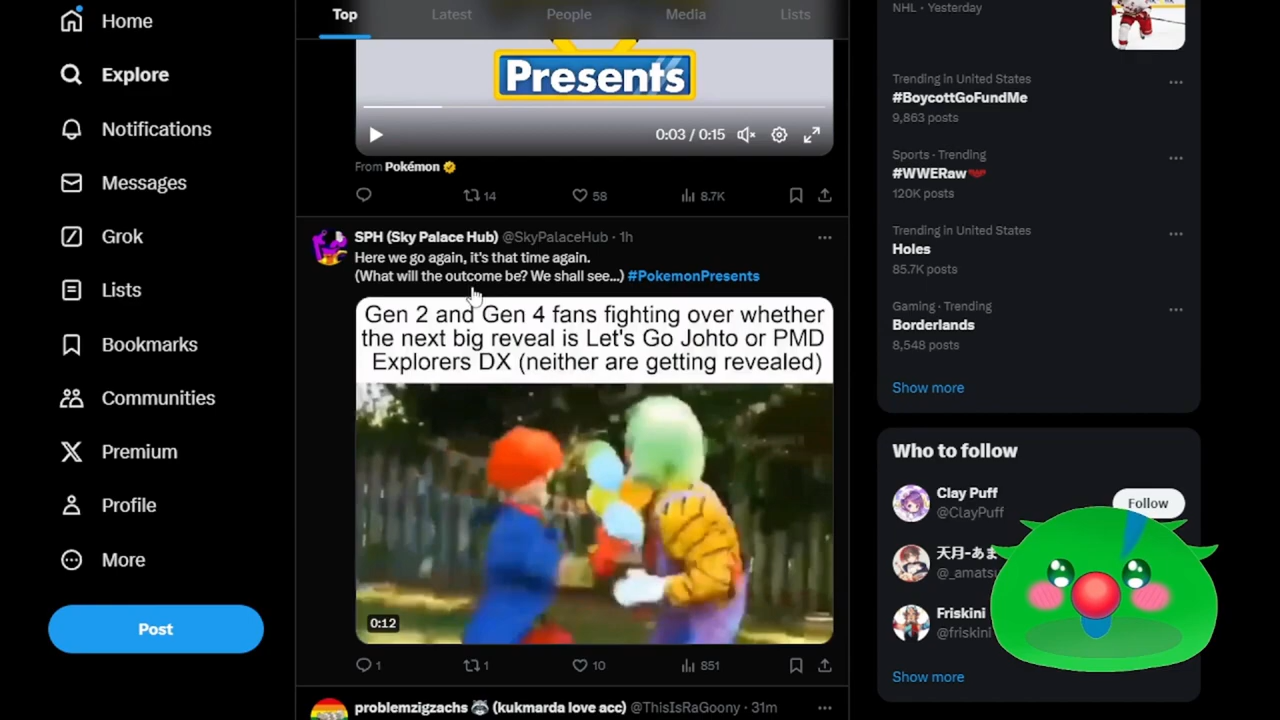 Home
Explore
Notifications
Messages
Grok
Lists
Bookmarks
Communities
Premium
Profile
More
Post
Top Latest People Media Lists
Presents
0:03 / 0:15
From Pokémon
14 58 8.7K
SPH (Sky Palace Hub) @SkyPalaceHub · 1h
Here we go again, it's that time again.
(What will the outcome be? We shall see...) #PokemonPresents
Gen 2 and Gen 4 fans fighting over whether
the next big reveal is Let's Go Johto or PMD
Explorers DX (neither are getting revealed)
0:12
1 1 10 851
problemzigzachs 🦝 (kukmarda love acc) @ThisIsRaGoony · 31m
NHL · Yesterday
Trending in United States
#BoycottGoFundMe
9,863 posts
Sports · Trending
#WWERaw
120K posts
Trending in United States
Holes
85.7K posts
Gaming · Trending
Borderlands
8,548 posts
Show more
Who to follow
Clay Puff
@ClayPuff
Follow
天月-あま
@_amatsu
Friskini
@friskini
Show more